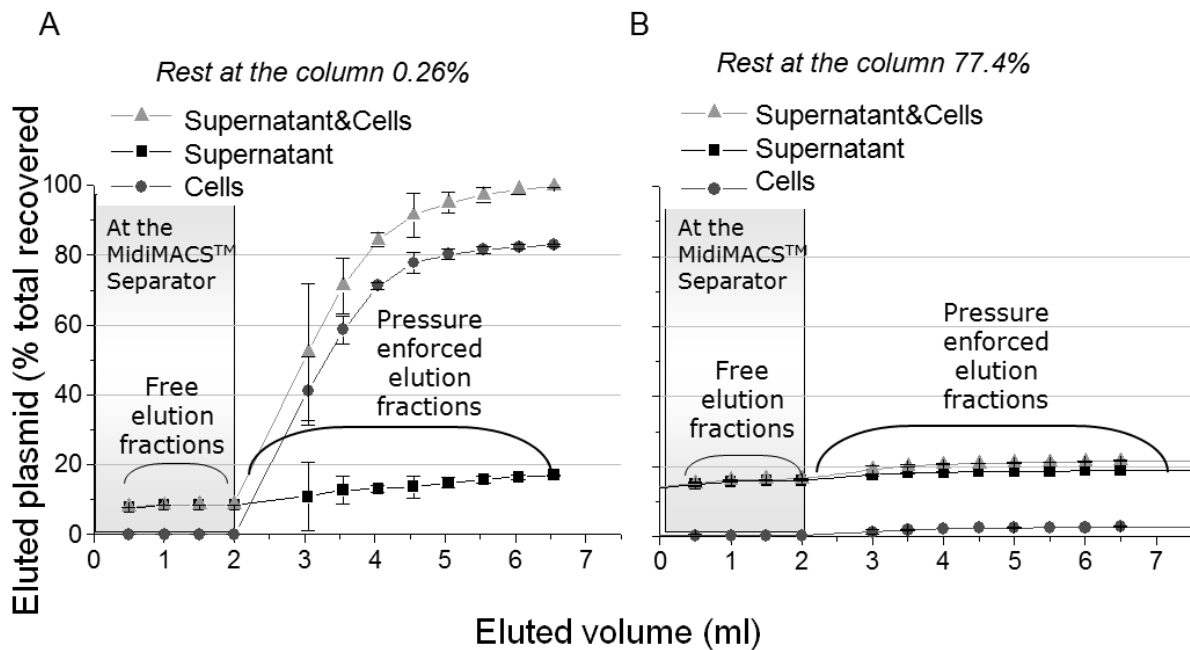 A
Rest at the column 0.26%
Supernatant&Cells
Supernatant
Cells
Eluted plasmid (% total recovered
100
80
60
40
20
0
At the
MidiMACS™
Separator
Free
elution
fractions
Pressure
enforced
elution
fractions
0 1 2 3 4 5 6 7
B
Rest at the column 77.4%
Supernatant&Cells
Supernatant
Cells
At the
MidiMACS™
Separator
Free
elution
fractions
Pressure
enforced
elution
fractions
0 1 2 3 4 5 6 7
Eluted volume (ml)